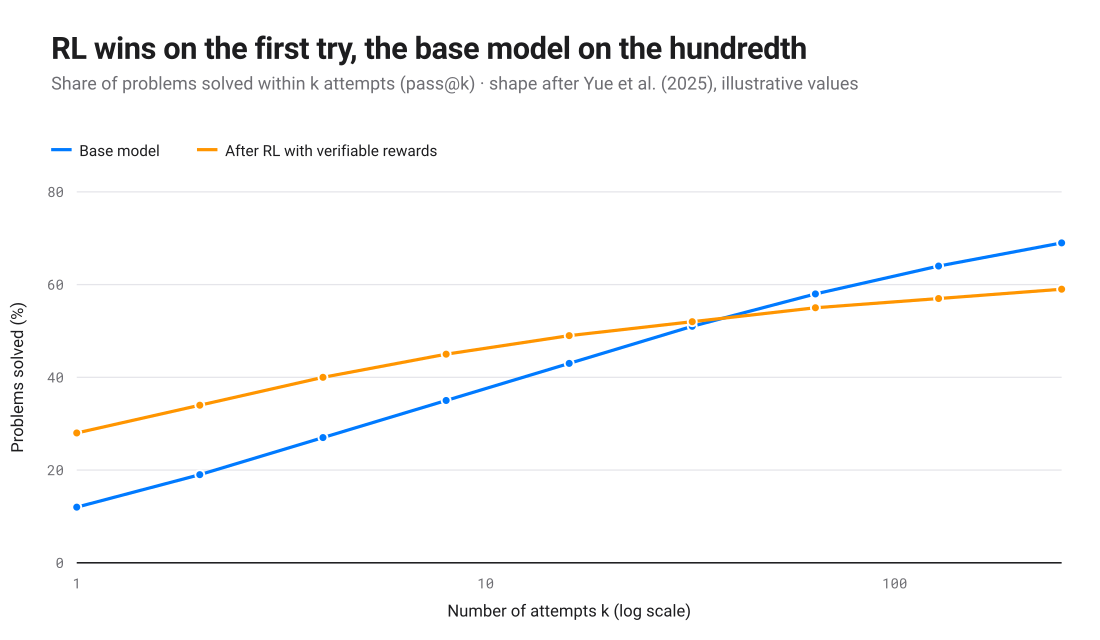 RL wins on the first try, the base model on the hundredth
Share of problems solved within k attempts (pass@k) · shape after Yue et al. (2025), illustrative values
Base model
After RL with verifiable rewards
80
60
40
20
0
Problems solved (%)
1
10
100
Number of attempts k (log scale)